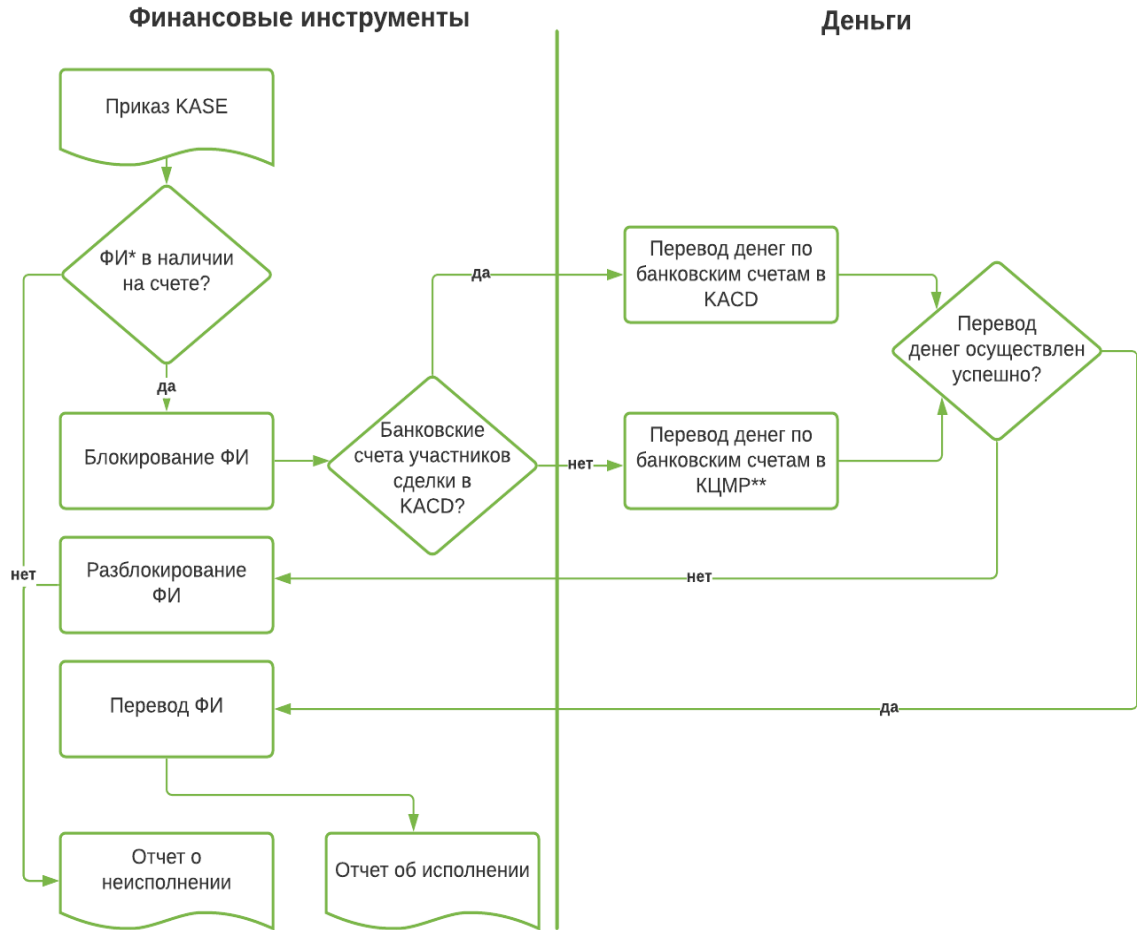 Финансовые инструменты
Деньги
Приказ KASE
ФИ* в наличии
на счете?
да
Блокирование ФИ
Банковские
счета участников
сделки в
KACD?
да
нет
Перевод денег по
банковским счетам в
KACD
Перевод денег по
банковским счетам в
КЦМР**
Перевод
денег осуществлен
успешно?
нет
Разблокирование
ФИ
нет
Перевод ФИ
да
Отчет о
неисполнении
Отчет об исполнении